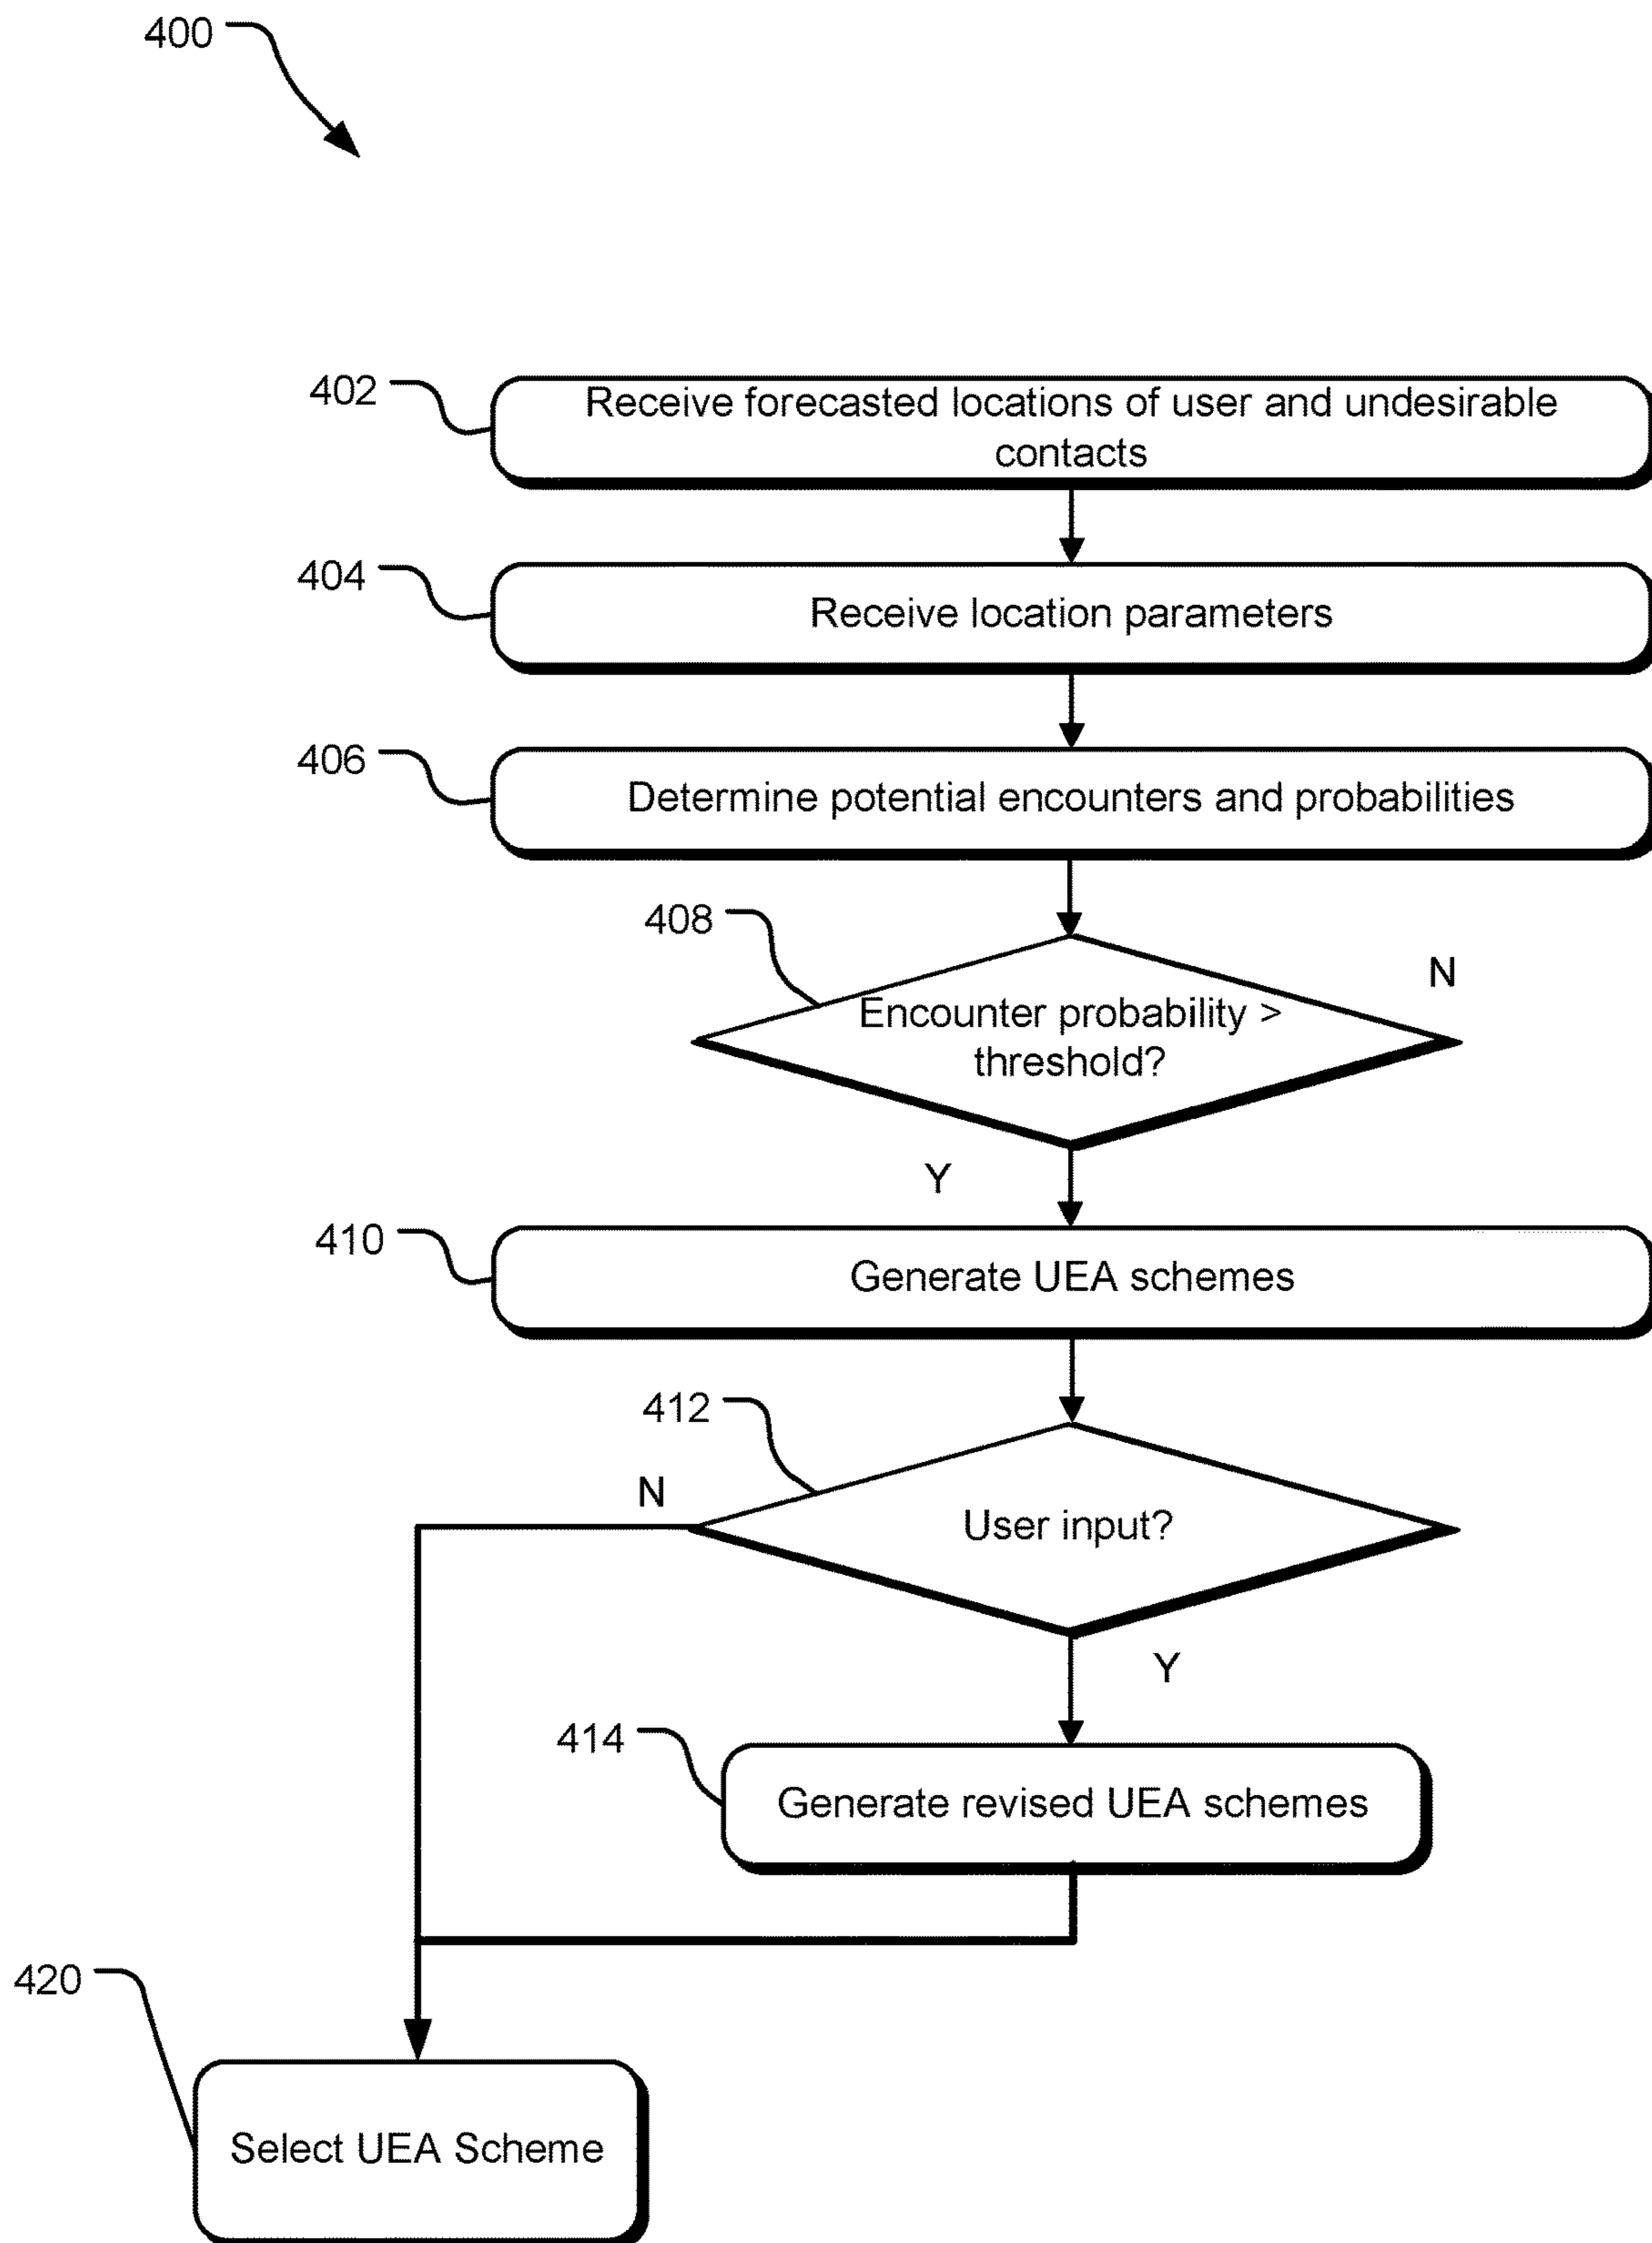 400
402
Receive forecasted locations of user and undesirable
contacts
404
Receive location parameters
406
Determine potential encounters and probabilities
408
N
Encounter probability >
threshold?
Y
410
Generate UEA schemes
412
N
User input?
Y
414
Generate revised UEA schemes
420
Select UEA Scheme